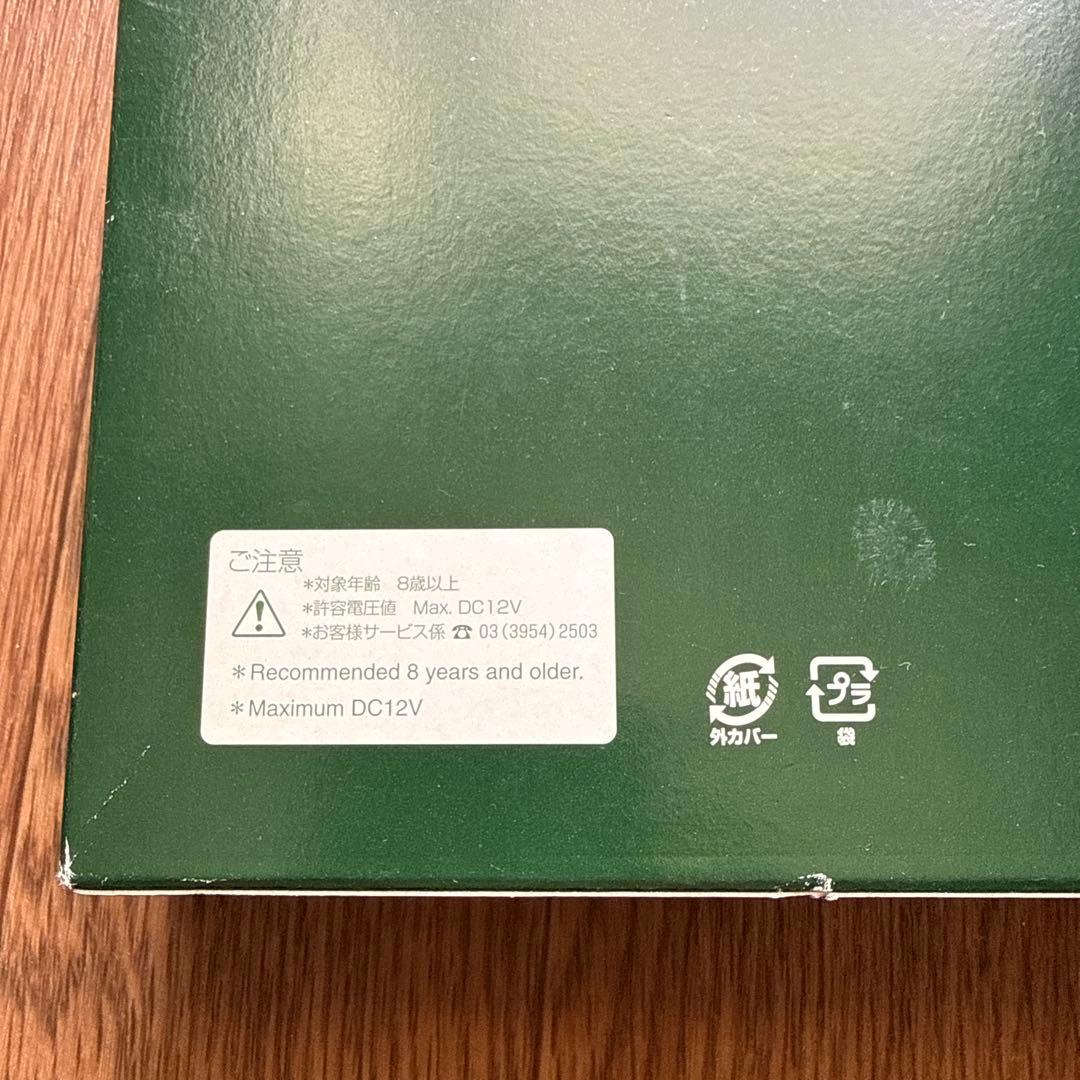 ご注意
*対象年齢 8歳以上
*許容電圧値 Max. DC12V
*お客様サービス係 ☎ 03(3954)2503
*Recommended 8 years and older.
*Maximum DC12V
紙
外カバー
プラ
袋